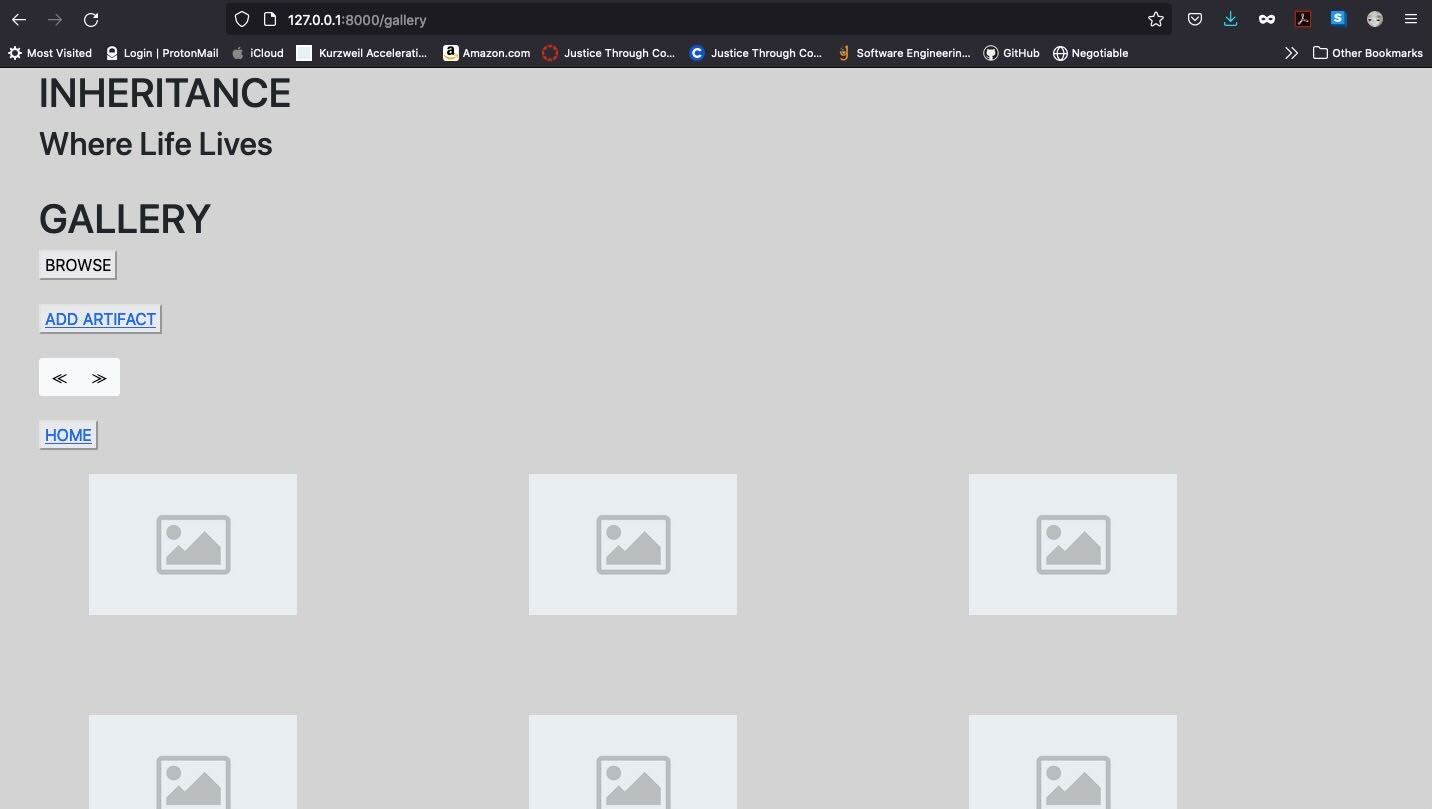 127.0.0.1:8000/gallery
Most Visited Login | ProtonMail iCloud Kurzweil Accelerati... Amazon.com Justice Through Co... Justice Through Co... Software Engineerin... GitHub Negotiable Other Bookmarks
INHERITANCE
Where Life Lives
GALLERY
BROWSE
ADD ARTIFACT
≪ ≫
HOME